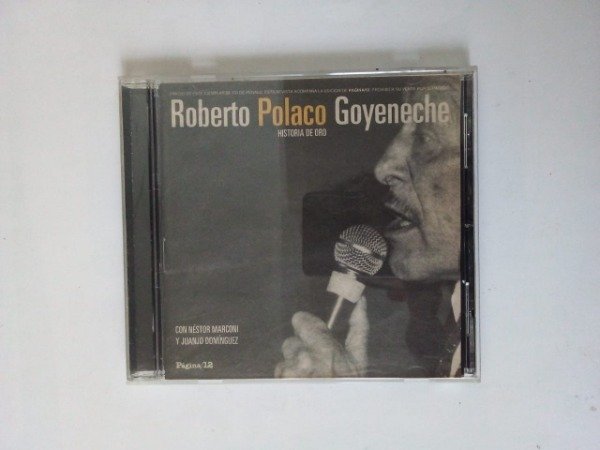 Roberto Polaco Goyeneche
HISTORIA DE ORO
CON NÉSTOR MARCONI
Y JUANJO DOMÍNGUEZ
Página/12